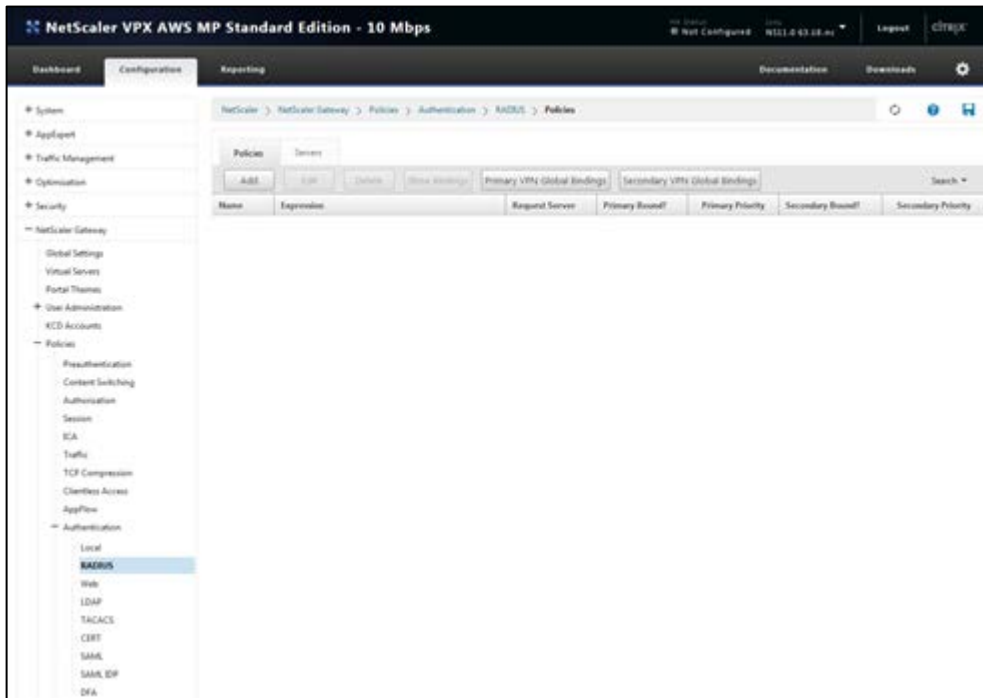 NetScaler VPX AWS MP Standard Edition - 10 Mbps
HA Status
Not Configured
Logout
citrix
Dashboard
Configuration
Reporting
Documentation
Downloads
System
AppExpert
Traffic Management
Optimization
Security
NetScaler Gateway
Global Settings
Virtual Servers
Portal Themes
User Administration
KCD Accounts
Policies
Preauthentication
Content Switching
Authorization
Session
ICA
Traffic
TCP Compression
Clientless Access
AppFlow
Authentication
Local
RADIUS
Web
LDAP
TACACS
CERT
SAML
SAML IDP
DFA
NetScaler > NetScaler Gateway > Policies > Authentication > RADIUS > Policies
Policies
Servers
Add
Edit
Delete
Show Bindings
Primary VPN Global Bindings
Secondary VPN Global Bindings
Search
Name
Expression
Request Server
Primary Bound?
Primary Priority
Secondary Bound?
Secondary Priority